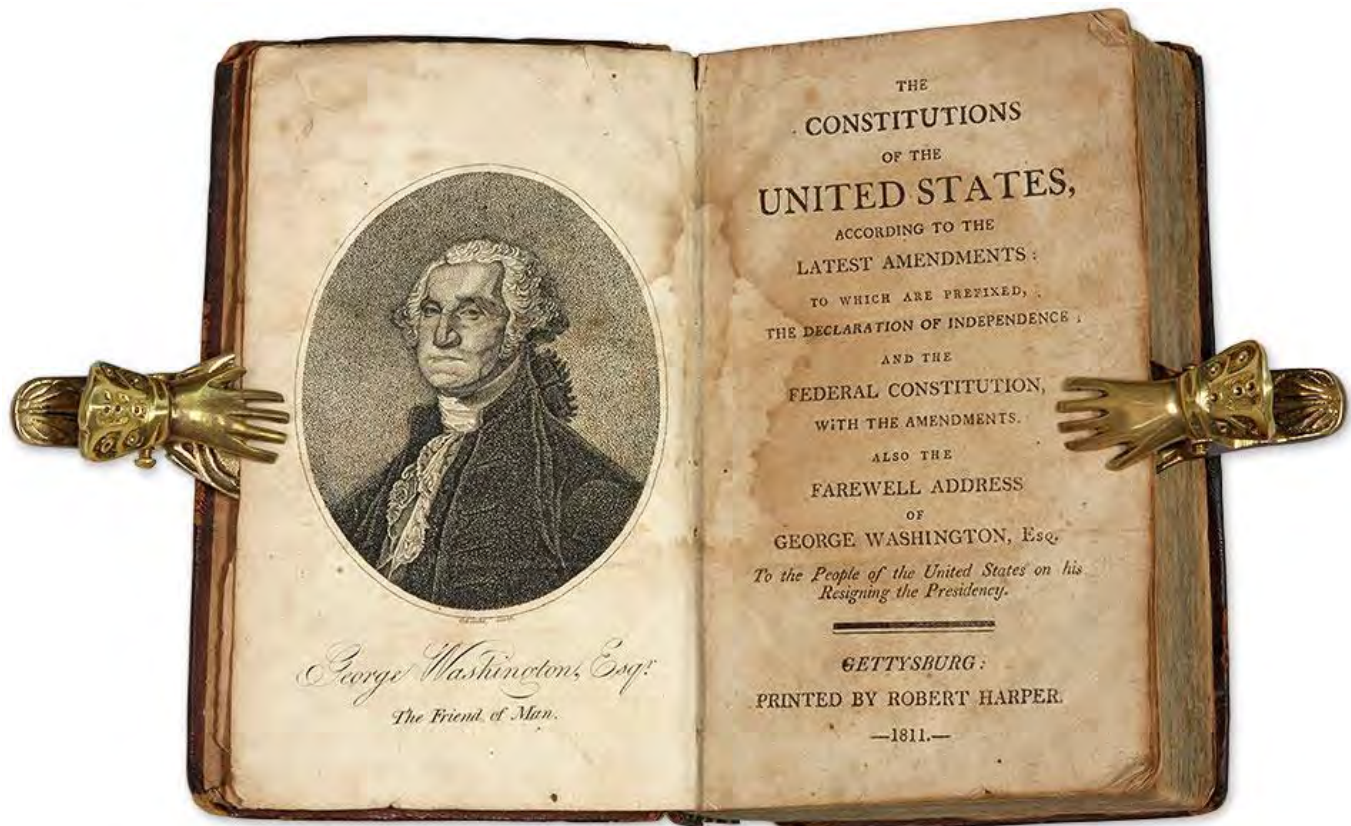 George Washington, Esqr.
The Friend of Man.
THE
CONSTITUTIONS
OF THE
UNITED STATES,
ACCORDING TO THE
LATEST AMENDMENTS:
TO WHICH ARE PREFIXED,
THE DECLARATION OF INDEPENDENCE;
AND THE
FEDERAL CONSTITUTION,
WITH THE AMENDMENTS.
ALSO THE
FAREWELL ADDRESS
OF
GEORGE WASHINGTON, Esq.
To the People of the United States on his
Resigning the Presidency.
GETTYSBURG:
PRINTED BY ROBERT HARPER.
—1811.—